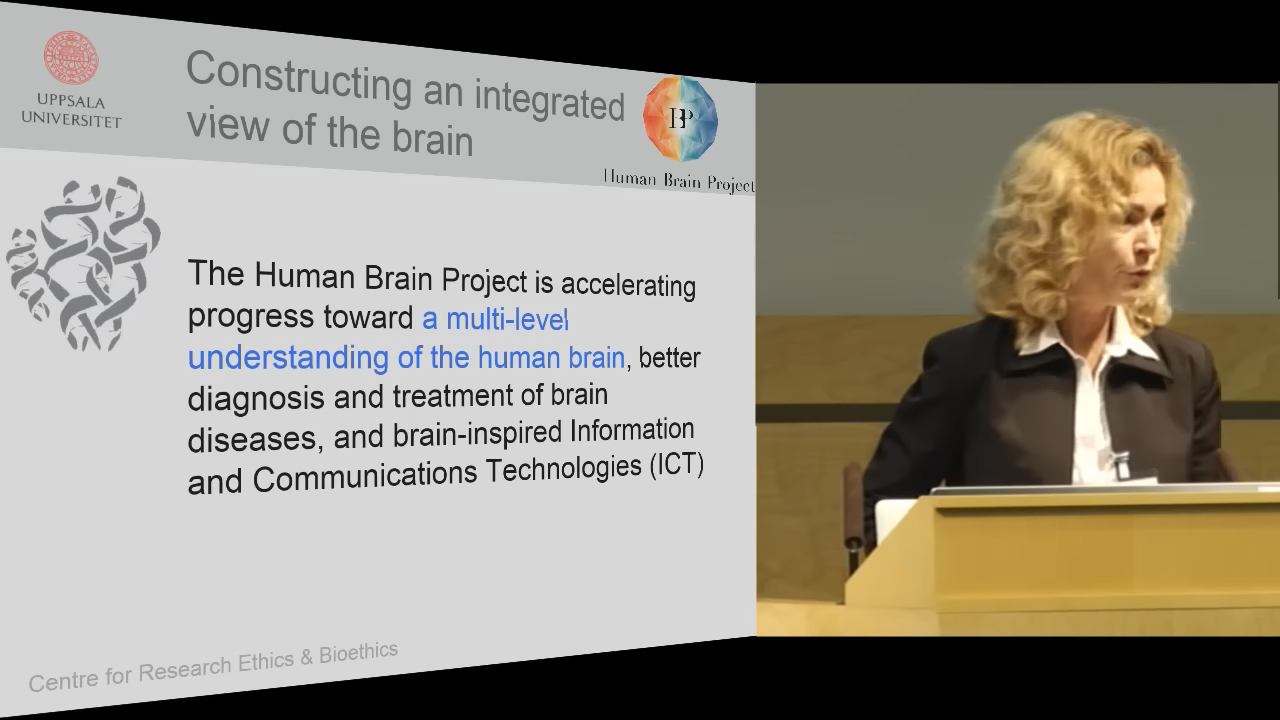 UPPSALA
UNIVERSITET
Constructing an integrated
view of the brain
Human Brain Project
The Human Brain Project is accelerating
progress toward a multi-level
understanding of the human brain, better
diagnosis and treatment of brain
diseases, and brain-inspired Information
and Communications Technologies (ICT)
Centre for Research Ethics & Bioethics